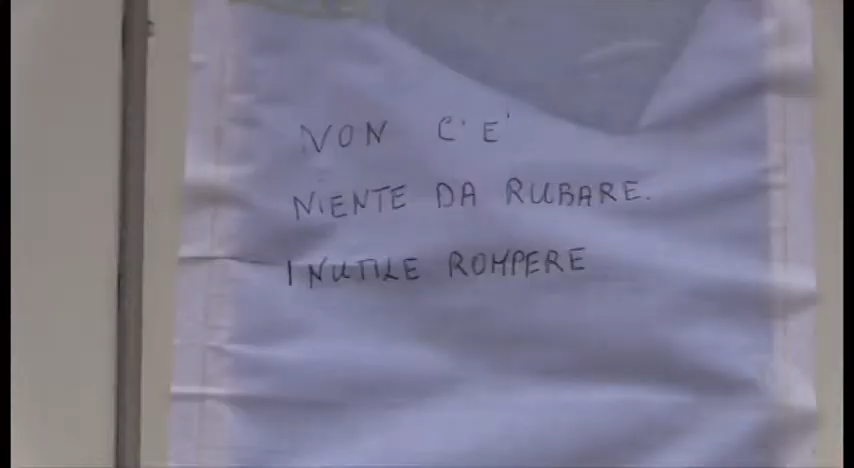 NON C'E'
NIENTE DA RUBARE.
INUTILE ROMPERE